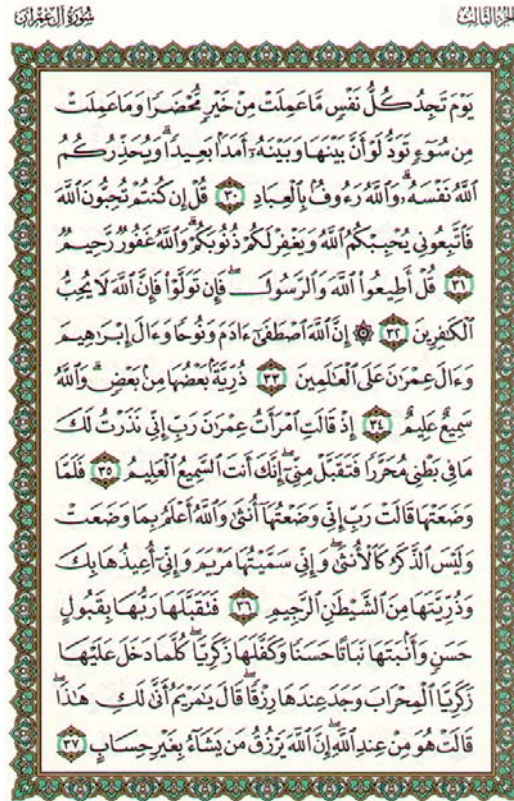 سُورَةُ آلِ عِمْرَانَ الجُزْءُ الثَّالِثُ
يَوْمَ تَجِدُ كُلُّ نَفْسٍ مَّا عَمِلَتْ مِنْ خَيْرٍ مُّحْضَرًا وَمَا عَمِلَتْ
مِن سُوٓءٍ تَوَدُّ لَوْ أَنَّ بَيْنَهَا وَبَيْنَهُۥٓ أَمَدًۢا بَعِيدًا ۗ وَيُحَذِّرُكُمُ
ٱللَّهُ نَفْسَهُۥ ۗ وَٱللَّهُ رَءُوفٌۢ بِٱلْعِبَادِ ٣٠ قُلْ إِن كُنتُمْ تُحِبُّونَ ٱللَّهَ
فَٱتَّبِعُونِى يُحْبِبْكُمُ ٱللَّهُ وَيَغْفِرْ لَكُمْ ذُنُوبَكُمْ ۗ وَٱللَّهُ غَفُورٌ رَّحِيمٌ
٣١ قُلْ أَطِيعُوا۟ ٱللَّهَ وَٱلرَّسُولَ ۖ فَإِن تَوَلَّوْا۟ فَإِنَّ ٱللَّهَ لَا يُحِبُّ
ٱلْكَٰفِرِينَ ٣٢ ۞ إِنَّ ٱللَّهَ ٱصْطَفَىٰٓ ءَادَمَ وَنُوحًا وَءَالَ إِبْرَٰهِيمَ
وَءَالَ عِمْرَٰنَ عَلَى ٱلْعَٰلَمِينَ ٣٣ ذُرِّيَّةًۢ بَعْضُهَا مِنۢ بَعْضٍ ۗ وَٱللَّهُ
سَمِيعٌ عَلِيمٌ ٣٤ إِذْ قَالَتِ ٱمْرَأَتُ عِمْرَٰنَ رَبِّ إِنِّى نَذَرْتُ لَكَ
مَا فِى بَطْنِى مُحَرَّرًا فَتَقَبَّلْ مِنِّىٓ ۖ إِنَّكَ أَنتَ ٱلسَّمِيعُ ٱلْعَلِيمُ ٣٥ فَلَمَّا
وَضَعَتْهَا قَالَتْ رَبِّ إِنِّى وَضَعْتُهَآ أُنثَىٰ وَٱللَّهُ أَعْلَمُ بِمَا وَضَعَتْ
وَلَيْسَ ٱلذَّكَرُ كَٱلْأُنثَىٰ ۖ وَإِنِّى سَمَّيْتُهَا مَرْيَمَ وَإِنِّىٓ أُعِيذُهَا بِكَ
وَذُرِّيَّتَهَا مِنَ ٱلشَّيْطَٰنِ ٱلرَّجِيمِ ٣٦ فَتَقَبَّلَهَا رَبُّهَا بِقَبُولٍ
حَسَنٍ وَأَنۢبَتَهَا نَبَاتًا حَسَنًا وَكَفَّلَهَا زَكَرِيَّا ۖ كُلَّمَا دَخَلَ عَلَيْهَا
زَكَرِيَّا ٱلْمِحْرَابَ وَجَدَ عِندَهَا رِزْقًا ۖ قَالَ يَٰمَرْيَمُ أَنَّىٰ لَكِ هَٰذَا ۖ
قَالَتْ هُوَ مِنْ عِندِ ٱللَّهِ ۖ إِنَّ ٱللَّهَ يَرْزُقُ مَن يَشَآءُ بِغَيْرِ حِسَابٍ ٣٧